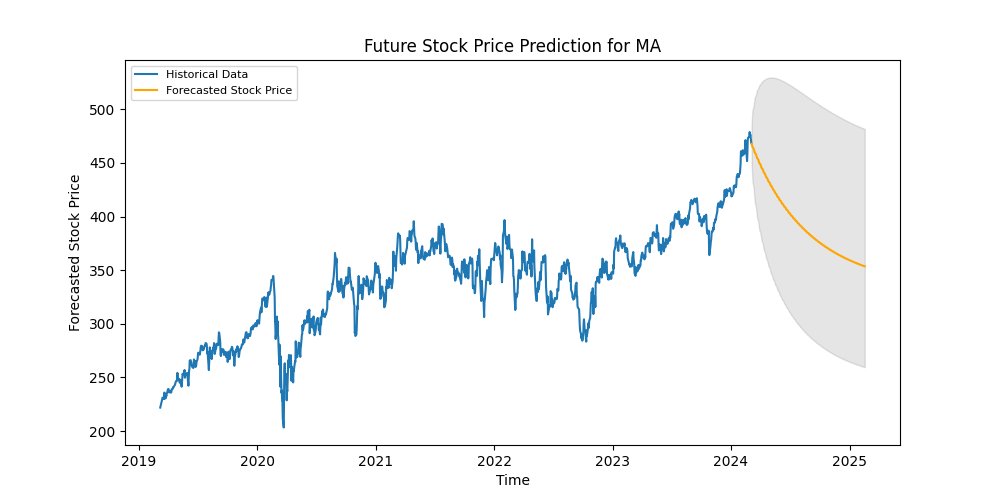 Future Stock Price Prediction for MA
Historical Data
Forecasted Stock Price
Forecasted Stock Price
500
450
400
350
300
250
200
2019
2020
2021
2022
2023
2024
2025
Time